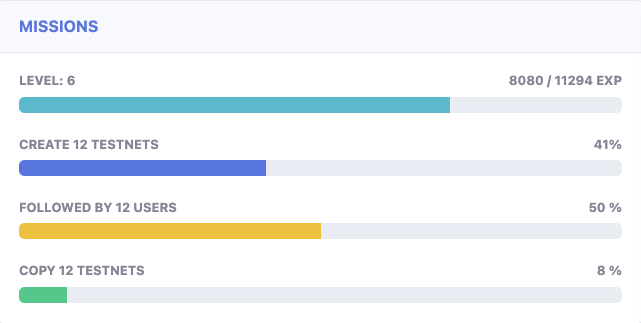 MISSIONS
LEVEL: 6 8080 / 11294 EXP
CREATE 12 TESTNETS 41%
FOLLOWED BY 12 USERS 50 %
COPY 12 TESTNETS 8 %